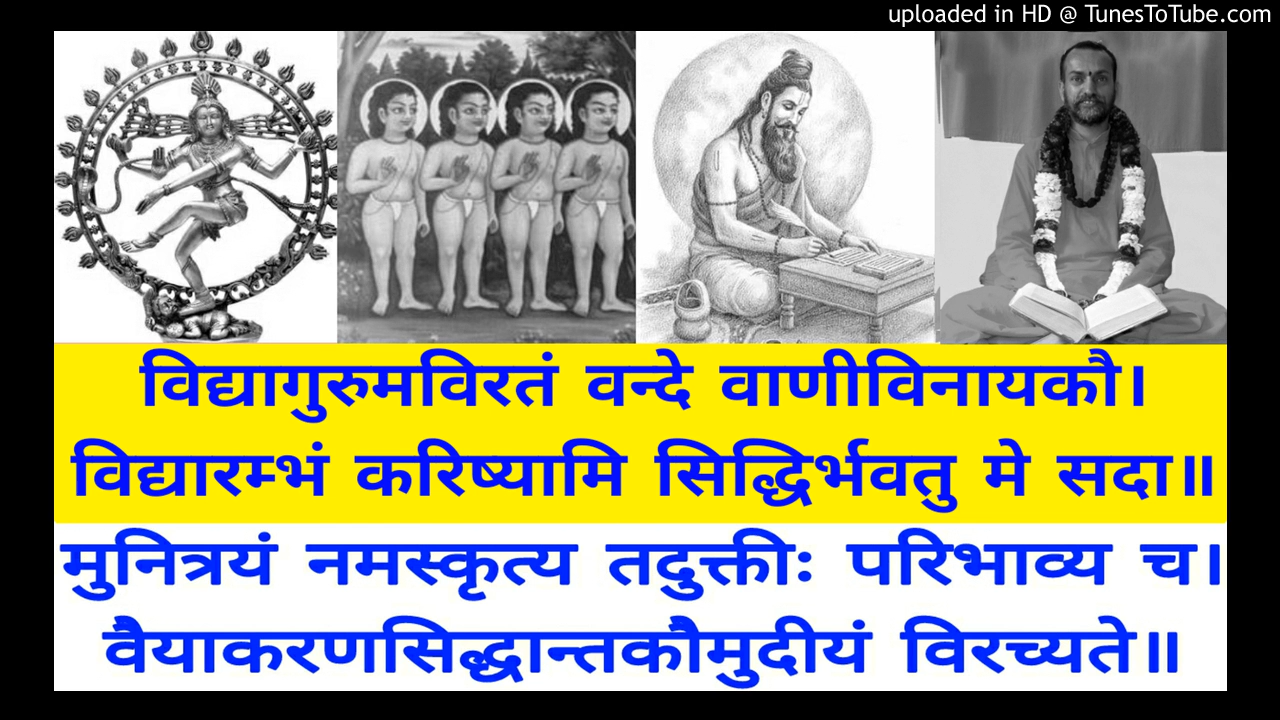 uploaded in HD @ TunesToTube.com
विद्यागुरुमविरतं वन्दे वाणीविनायकौ।
विद्यारम्भं करिष्यामि सिद्धिर्भवतु मे सदा॥
मुनित्रयं नमस्कृत्य तदुक्तीः परिभाव्य च।
वैयाकरणसिद्धान्तकौमुदीयं विरच्यते॥